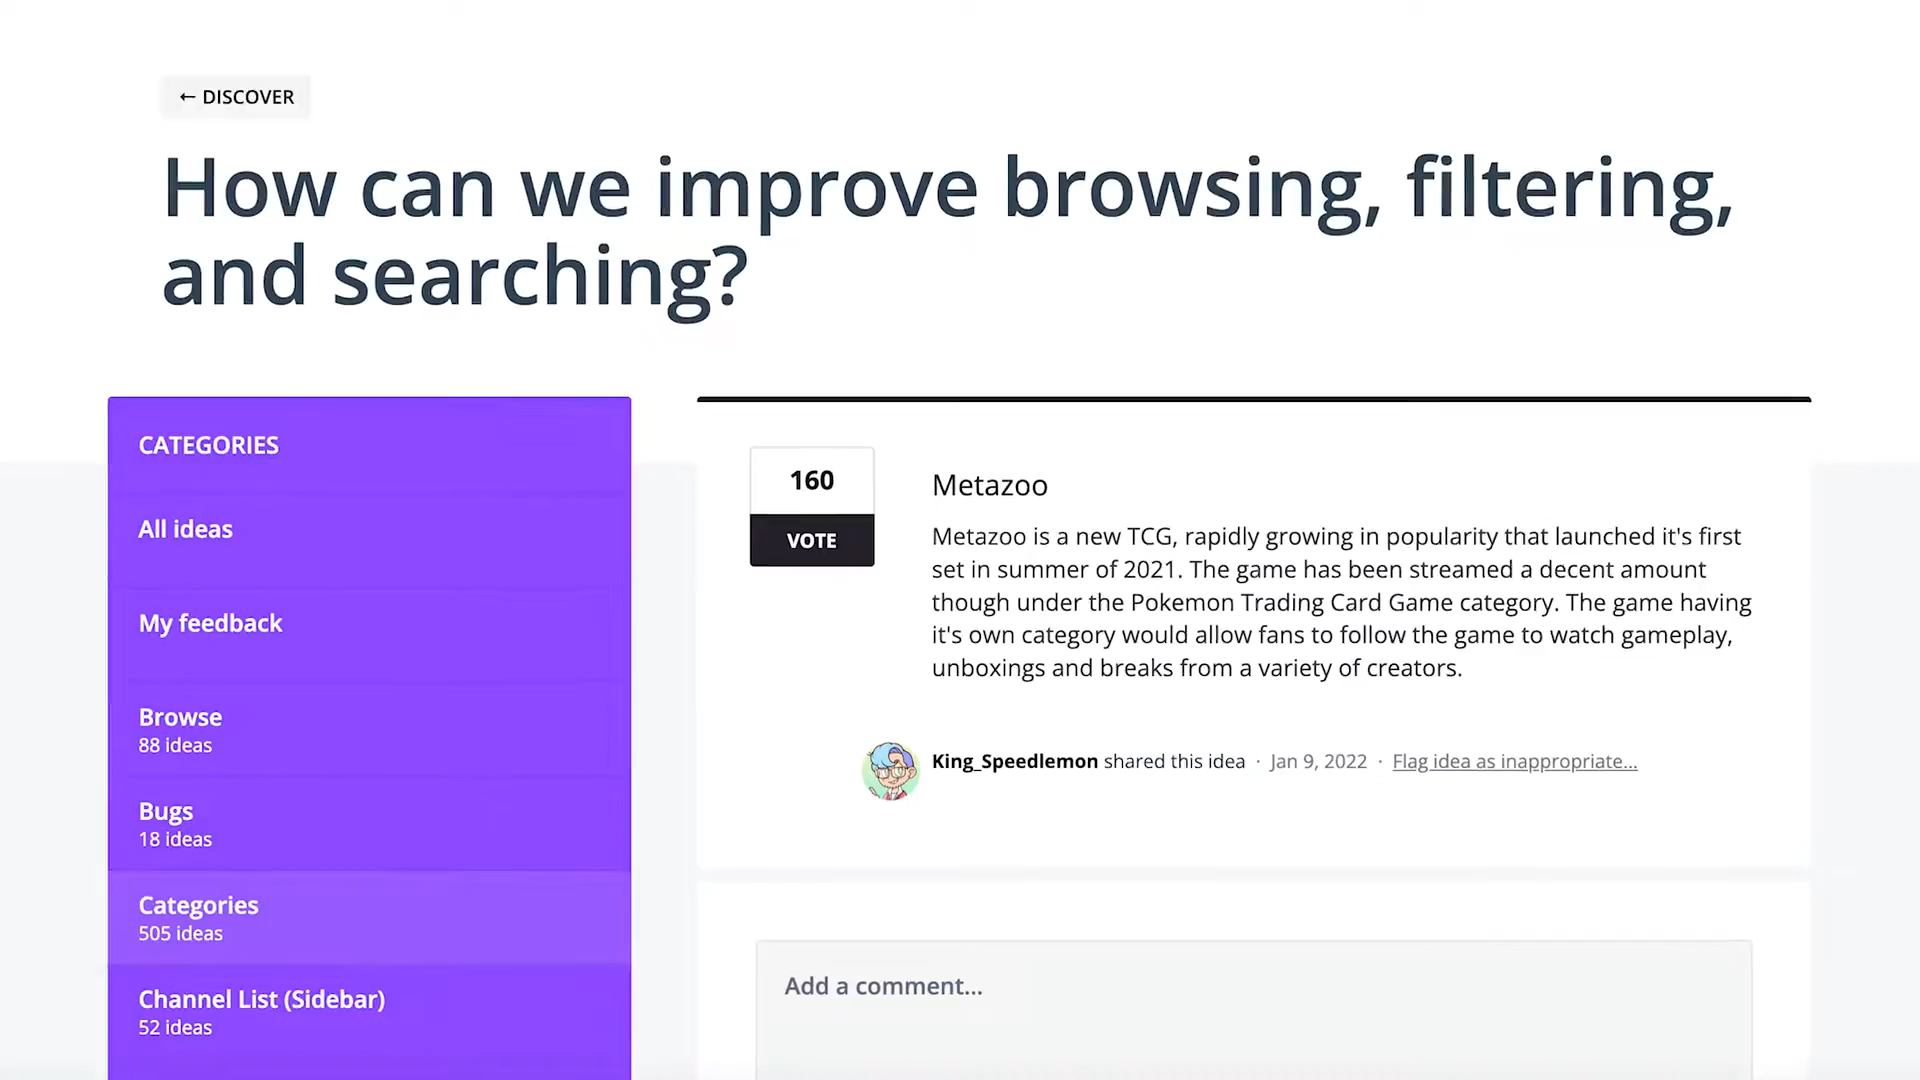 ← DISCOVER
How can we improve browsing, filtering,
and searching?
CATEGORIES
All ideas
My feedback
Browse
88 ideas
Bugs
18 ideas
Categories
505 ideas
Channel List (Sidebar)
52 ideas
160
VOTE
Metazoo
Metazoo is a new TCG, rapidly growing in popularity that launched it's first
set in summer of 2021. The game has been streamed a decent amount
though under the Pokemon Trading Card Game category. The game having
it's own category would allow fans to follow the game to watch gameplay,
unboxings and breaks from a variety of creators.
King_Speedlemon shared this idea · Jan 9, 2022 · Flag idea as inappropriate...
Add a comment...